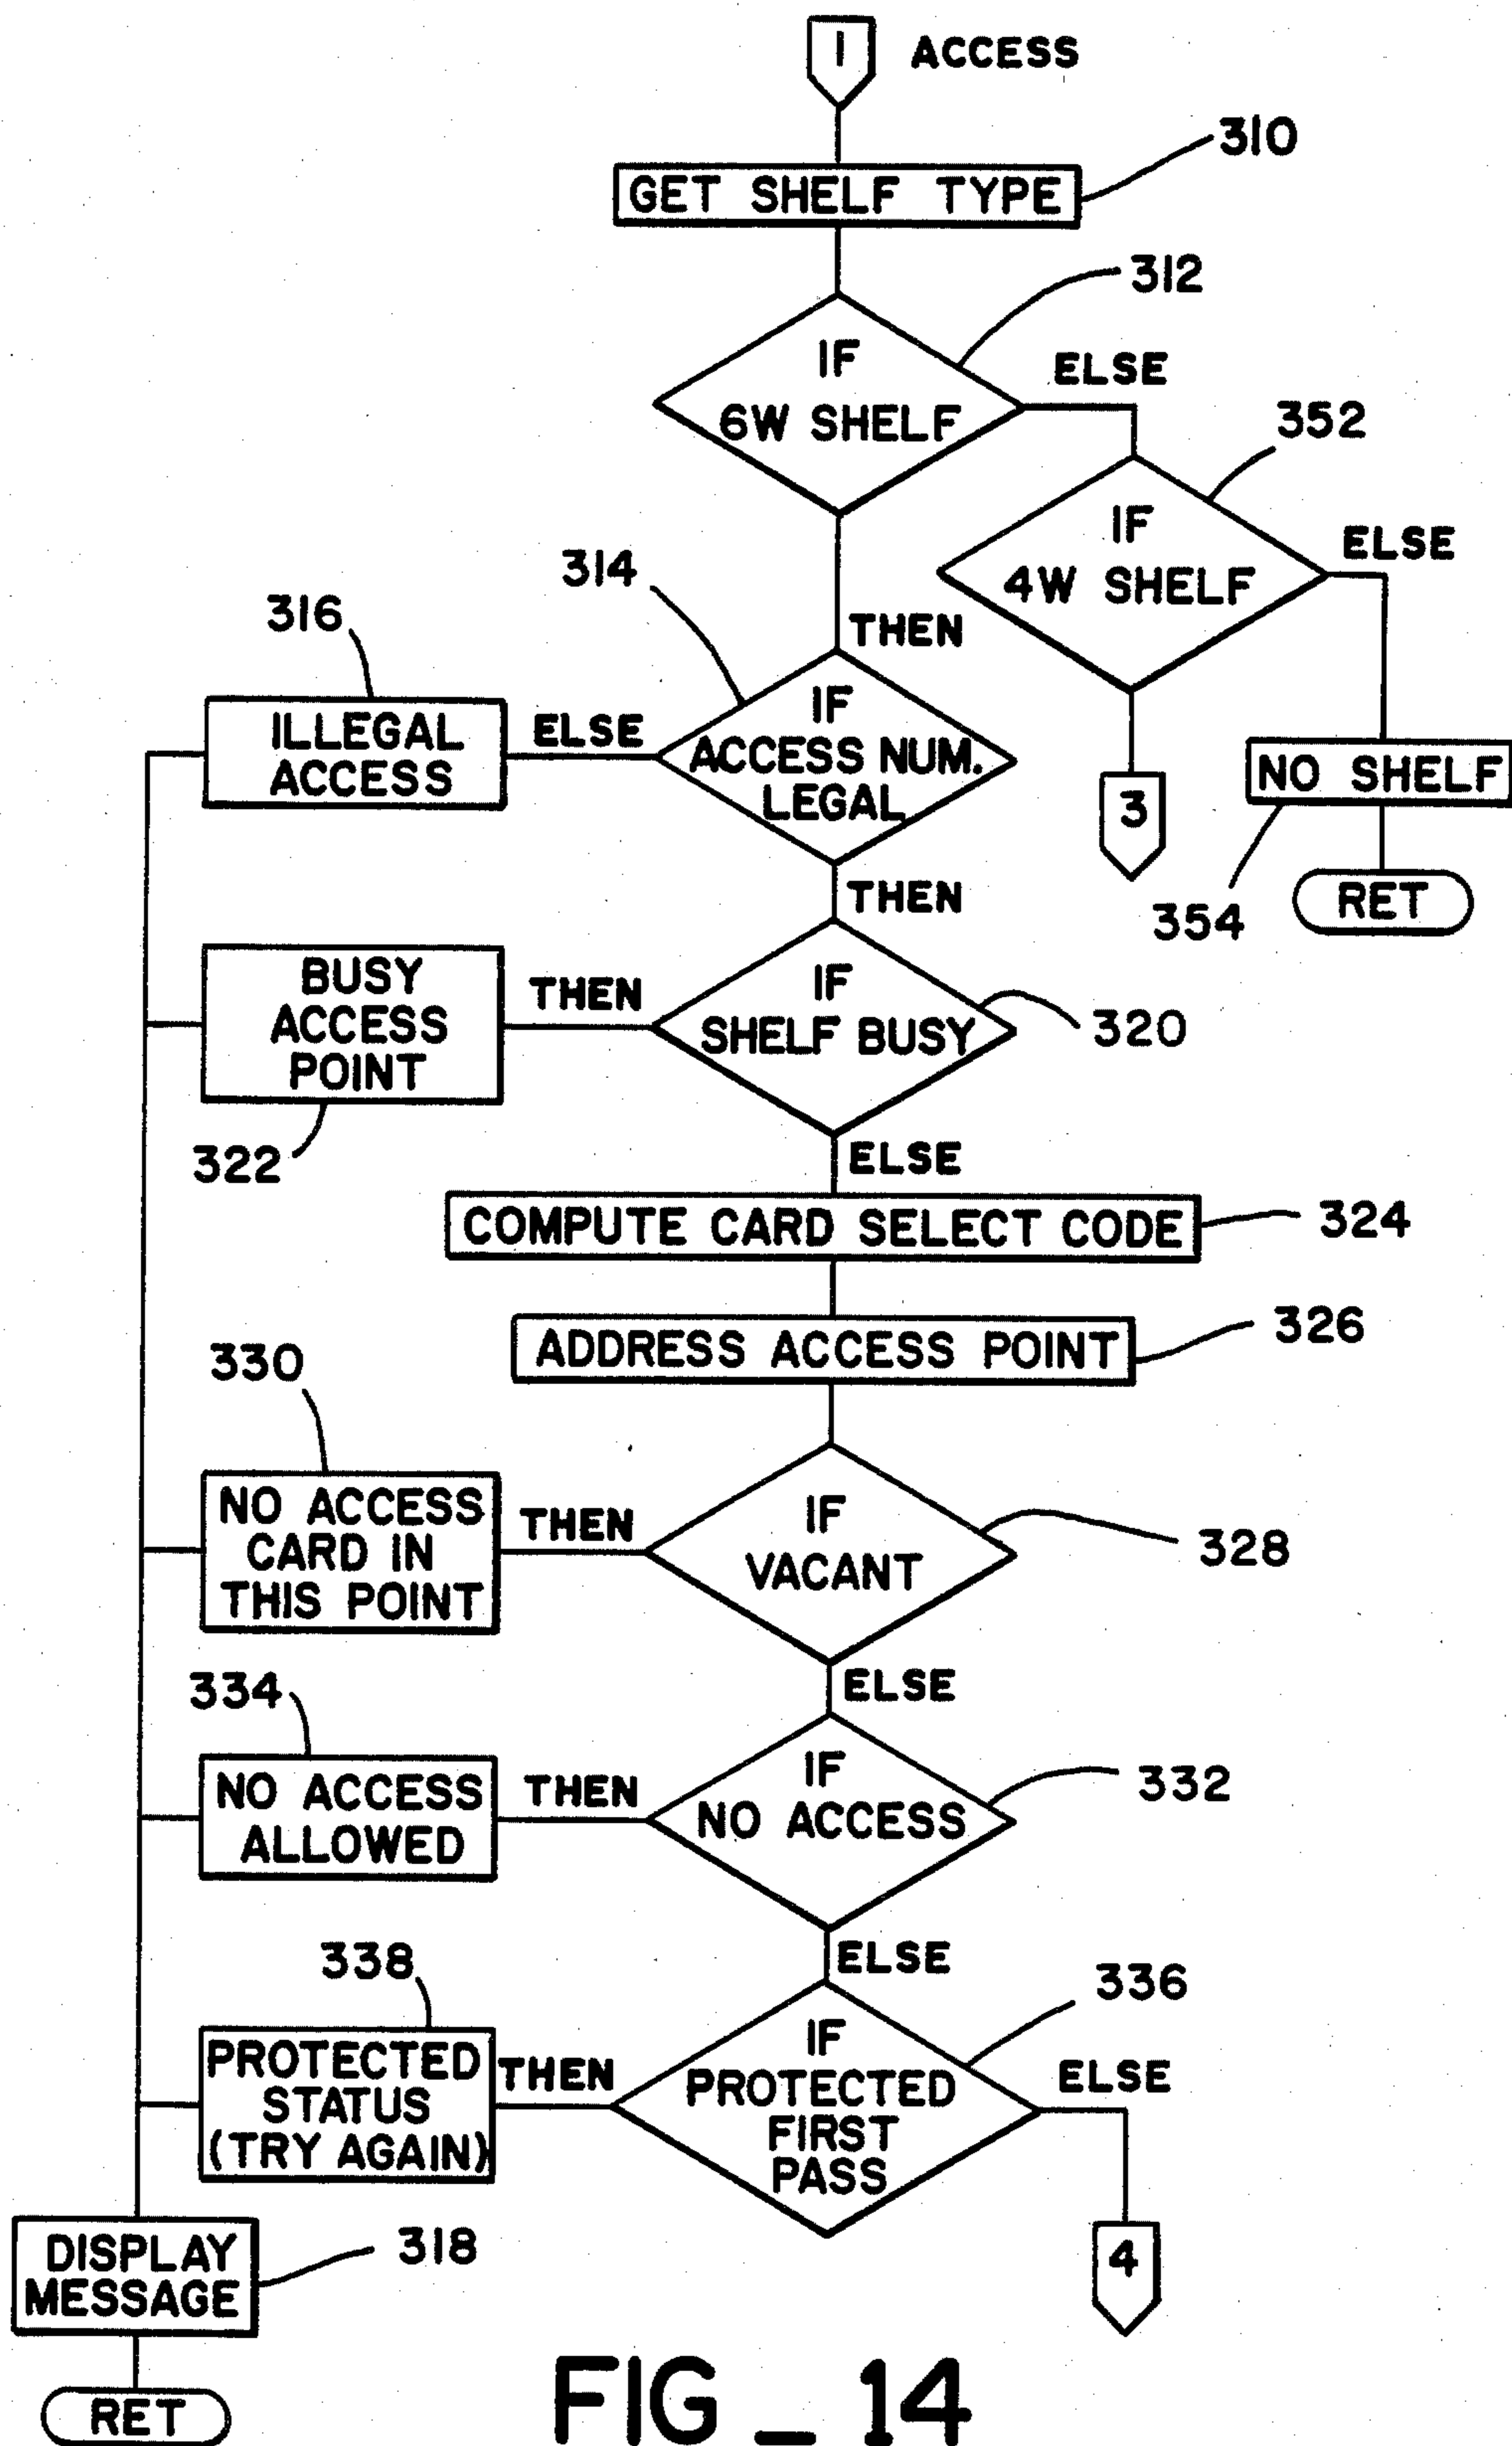 1 ACCESS
310
GET SHELF TYPE
312
IF
6W SHELF
ELSE
352
IF
4W SHELF
ELSE
314
THEN
316
ILLEGAL
ACCESS
ELSE
IF
ACCESS NUM.
LEGAL
3
NO SHELF
354
RET
THEN
BUSY
ACCESS
POINT
THEN
IF
SHELF BUSY
320
322
ELSE
COMPUTE CARD SELECT CODE
324
ADDRESS ACCESS POINT
326
330
NO ACCESS
CARD IN
THIS POINT
THEN
IF
VACANT
328
ELSE
334
NO ACCESS
ALLOWED
THEN
IF
NO ACCESS
332
ELSE
338
PROTECTED
STATUS
(TRY AGAIN)
THEN
IF
PROTECTED
FIRST
PASS
336
ELSE
4
DISPLAY
MESSAGE
318
RET
FIG_14